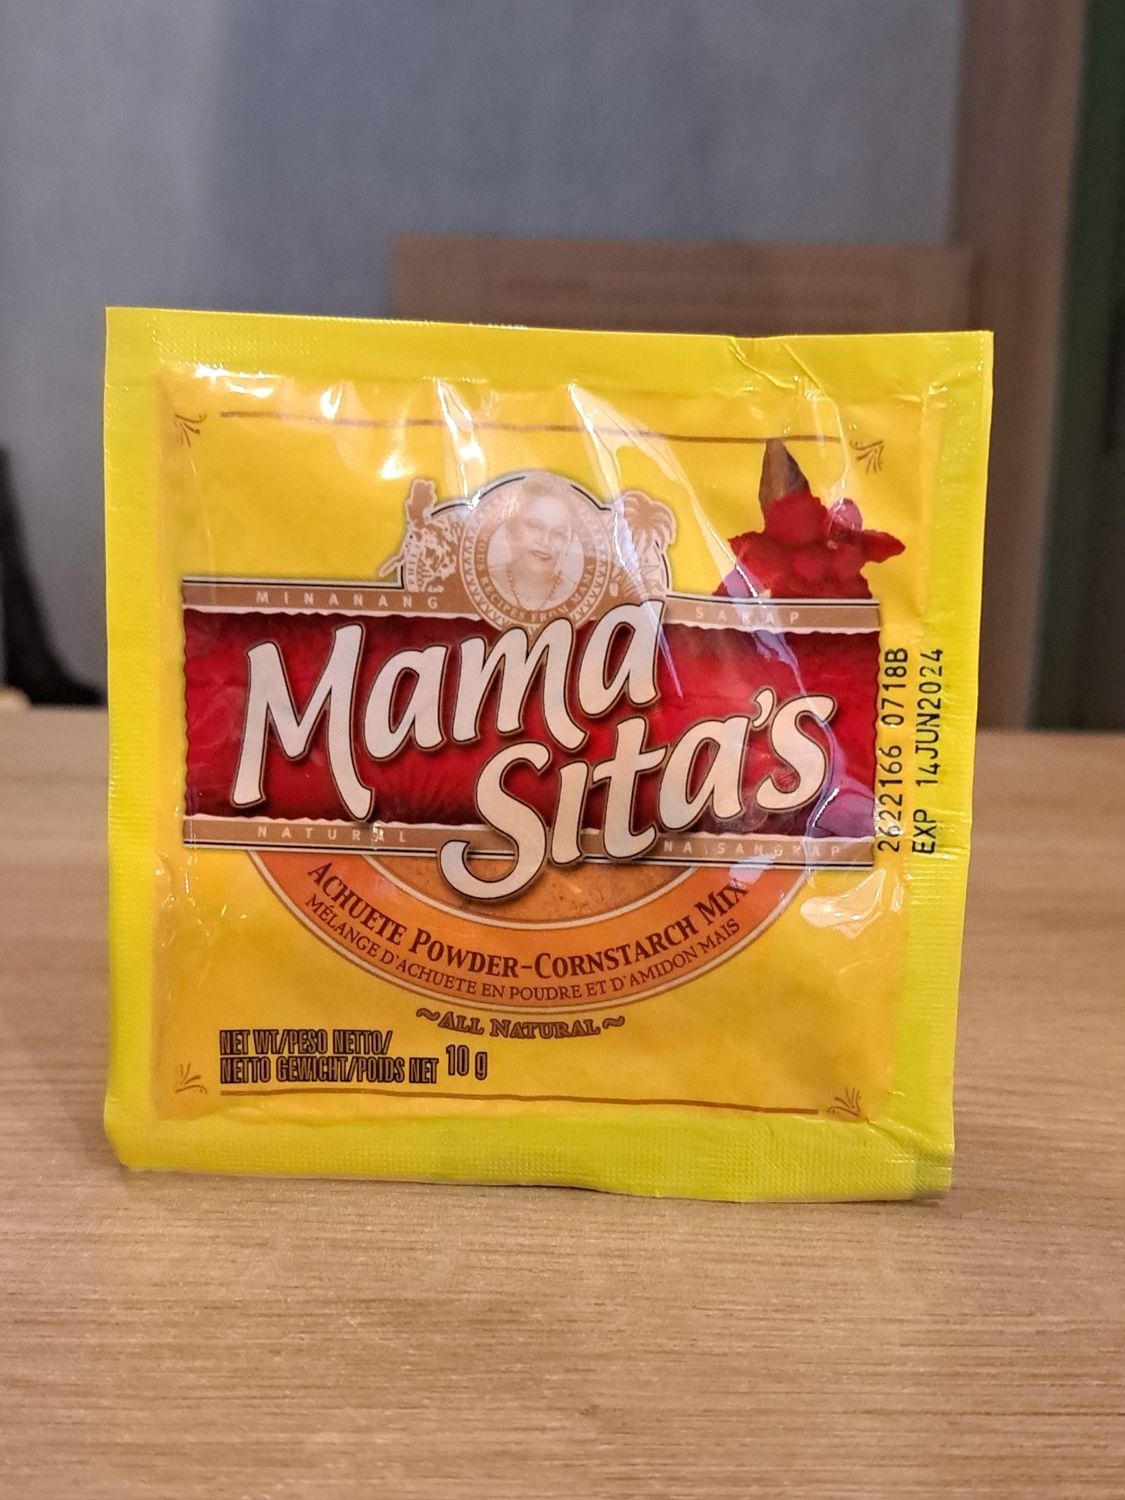 MINANANG
SARAP
Mama
Sita's
NATURAL
NA SANGKAP
ACHUETE POWDER-CORNSTARCH MIX
MÉLANGE D'ACHUETE EN POUDRE ET D'AMIDON MAIS
~ALL NATURAL~
NET WT/PESO NETTO/
NETTO GEWICHT/POIDS NET 10 g
2622166 0718B
EXP 14JUN2024